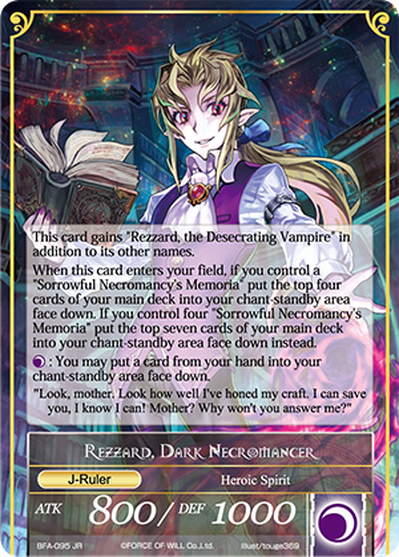 This card gains "Rezzard, the Desecrating Vampire" in
addition to its other names.
When this card enters your field, if you control a
"Sorrowful Necromancy's Memoria" put the top four
cards of your main deck into your chant-standby area
face down. If you control four "Sorrowful Necromancy's
Memoria" put the top seven cards of your main deck
into your chant-standby area face down instead.
: You may put a card from your hand into your
chant-standby area face down.
"Look, mother. Look how well I've honed my craft. I can save
you, I know I can! Mother? Why won't you answer me?"
Rezzard, Dark Necromancer
J-Ruler Heroic Spirit
ATK 800/ DEF 1000
BFA-095 JR ©FORCE OF WILL Co.,Ltd. Illust/touge369